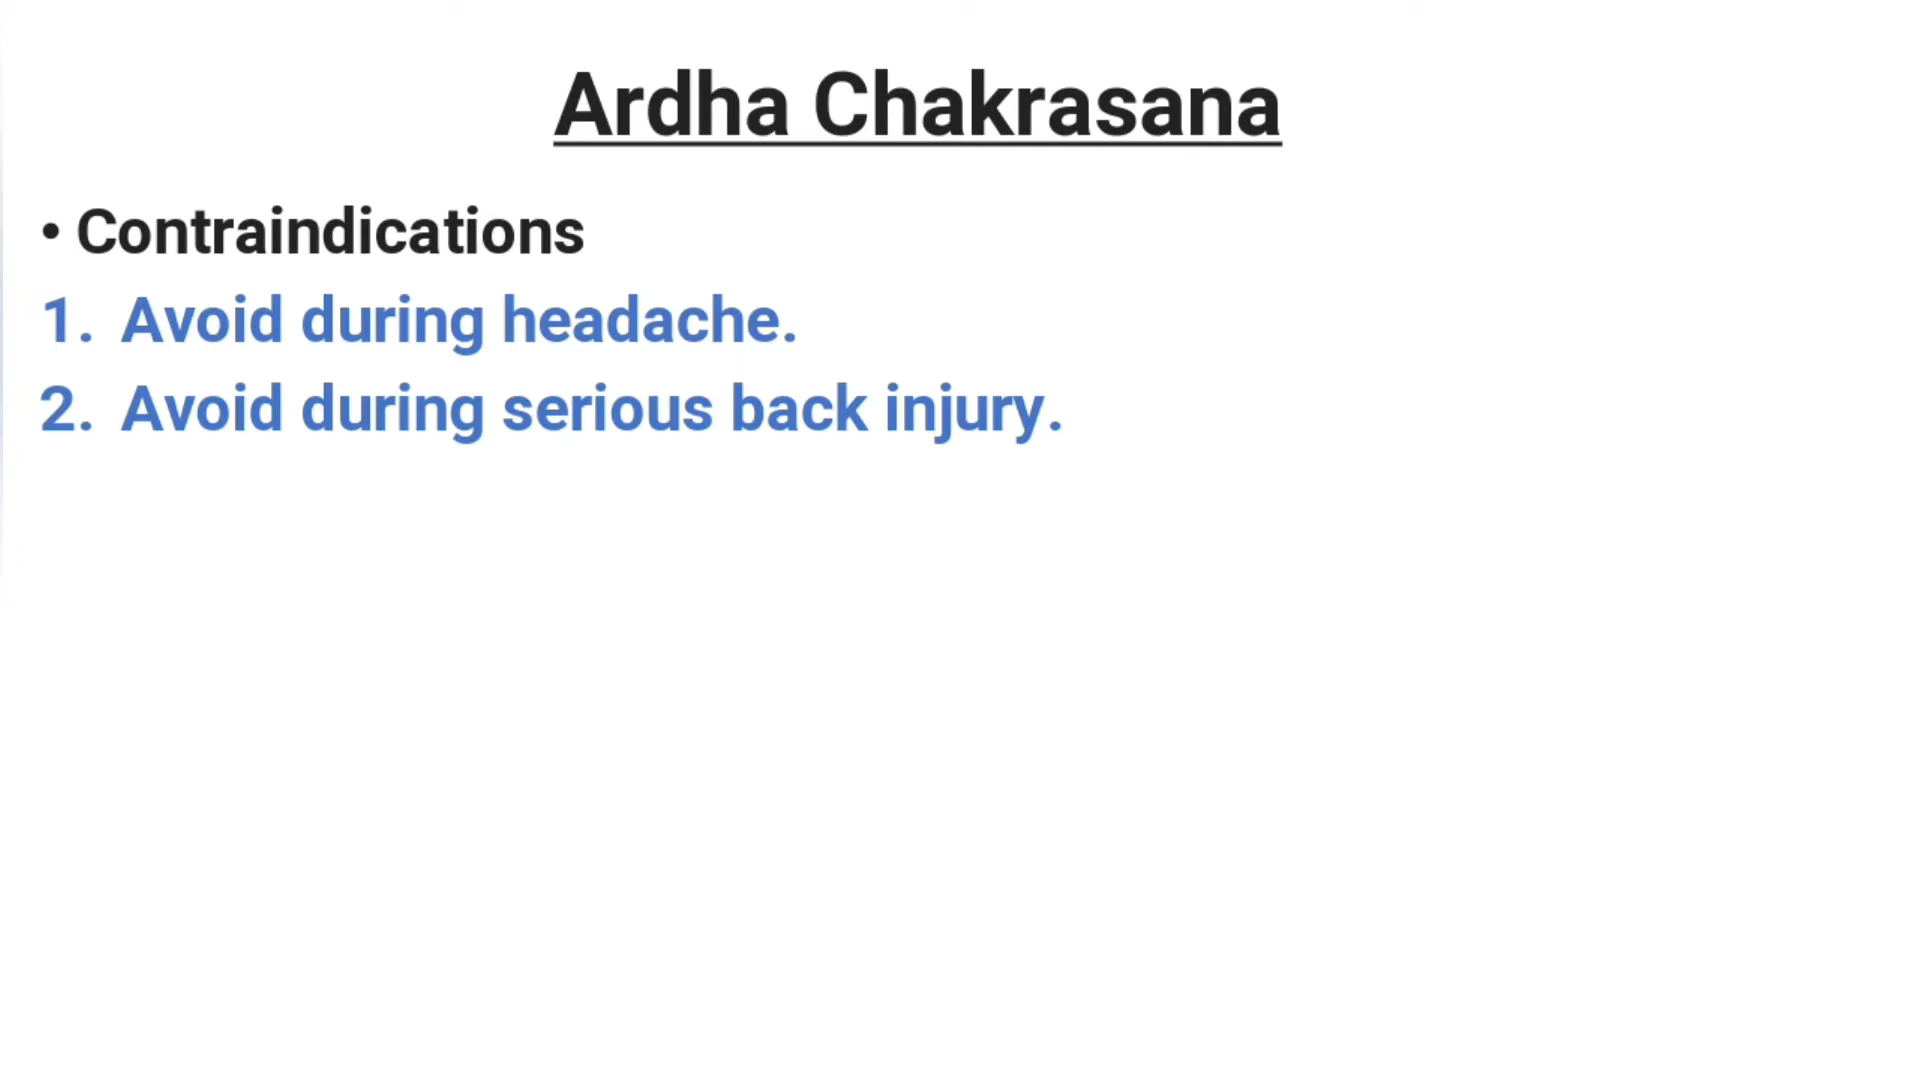 Ardha Chakrasana
• Contraindications
1. Avoid during headache.
2. Avoid during serious back injury.